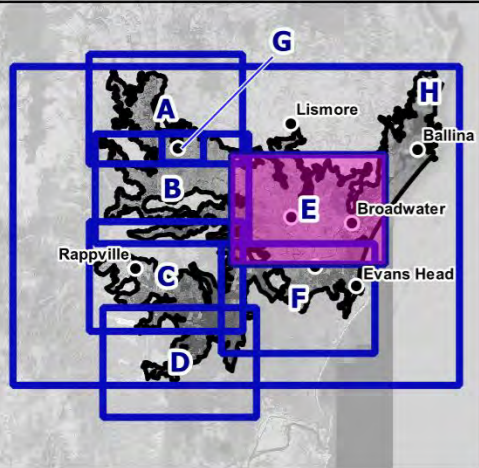 G
A
H
Lismore
Ballina
B
E
Broadwater
Rappville
C
Evans Head
F
D